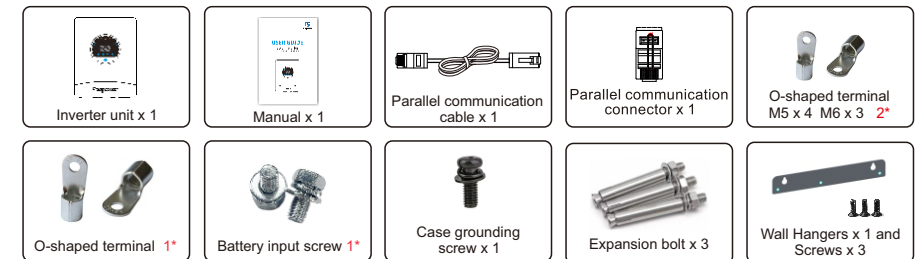 USER GUIDE
Inverter unit x 1
Manual x 1
Parallel communication
cable x 1
Parallel communication
connector x 1
O-shaped terminal
M5 x 4 M6 x 3 2*
O-shaped terminal 1*
Battery input screw 1*
Case grounding
screw x 1
Expansion bolt x 3
Wall Hangers x 1 and
Screws x 3